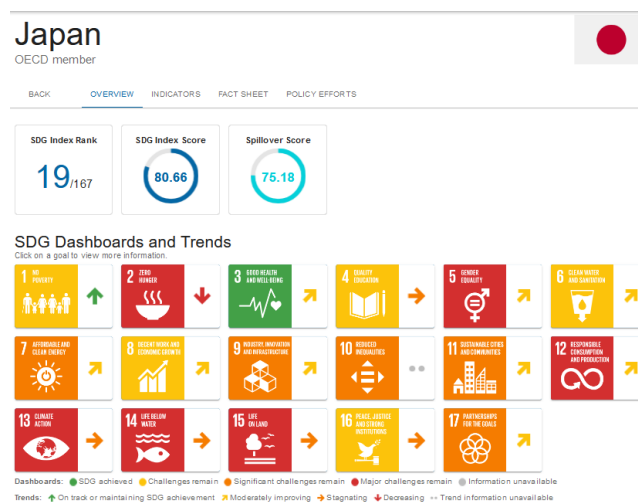 Japan
OECD member
BACK OVERVIEW INDICATORS FACT SHEET POLICY EFFORTS
SDG Index Rank SDG Index Score Spillover Score
19/167 80.66 75.18
SDG Dashboards and Trends
Click on a goal to view more information.
1 NO POVERTY
2 ZERO HUNGER
3 GOOD HEALTH AND WELL BEING
4 QUALITY EDUCATION
5 GENDER EQUALITY
6 CLEAN WATER AND SANITATION
7 AFFORDABLE AND CLEAN ENERGY
8 DECENT WORK AND ECONOMIC GROWTH
9 INDUSTRY, INNOVATION AND INFRASTRUCTURE
10 REDUCED INEQUALITIES
11 SUSTAINABLE CITIES AND COMMUNITIES
12 RESPONSIBLE CONSUMPTION AND PRODUCTION
13 CLIMATE ACTION
14 LIFE BELOW WATER
15 LIFE ON LAND
16 PEACE, JUSTICE AND STRONG INSTITUTIONS
17 PARTNERSHIPS FOR THE GOALS
Dashboards: SDG achieved Challenges remain Significant challenges remain Major challenges remain Information unavailable
Trends: On track or maintaining SDG achievement Moderately improving Stagnating Decreasing -- Trend information unavailable